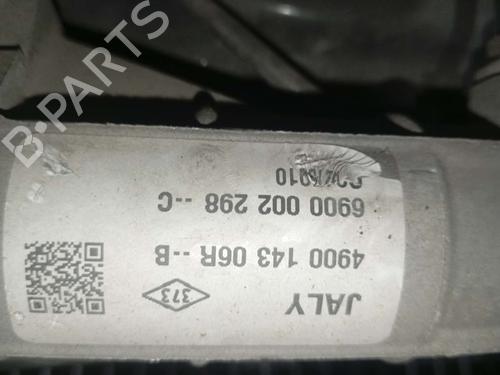 JALY
373
4900 143 06R --B
6900 002 298 --C
B-PARTS